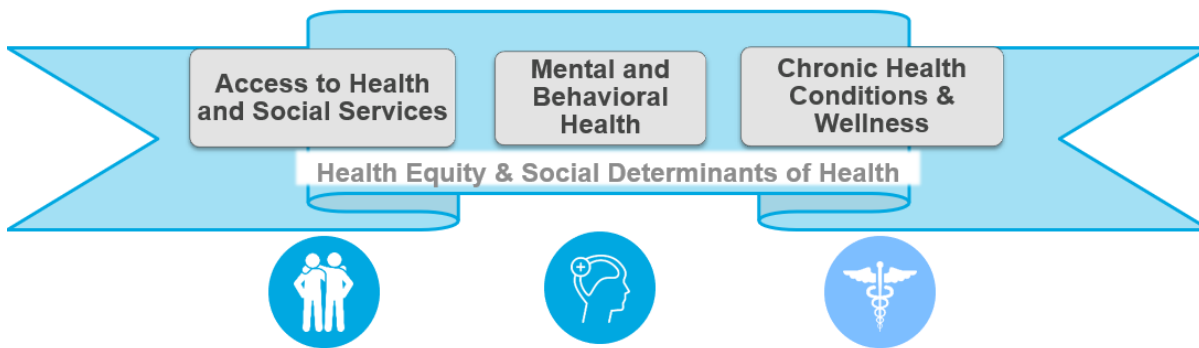 Access to Health
and Social Services
Mental and
Behavioral
Health
Chronic Health
Conditions &
Wellness
Health Equity & Social Determinants of Health